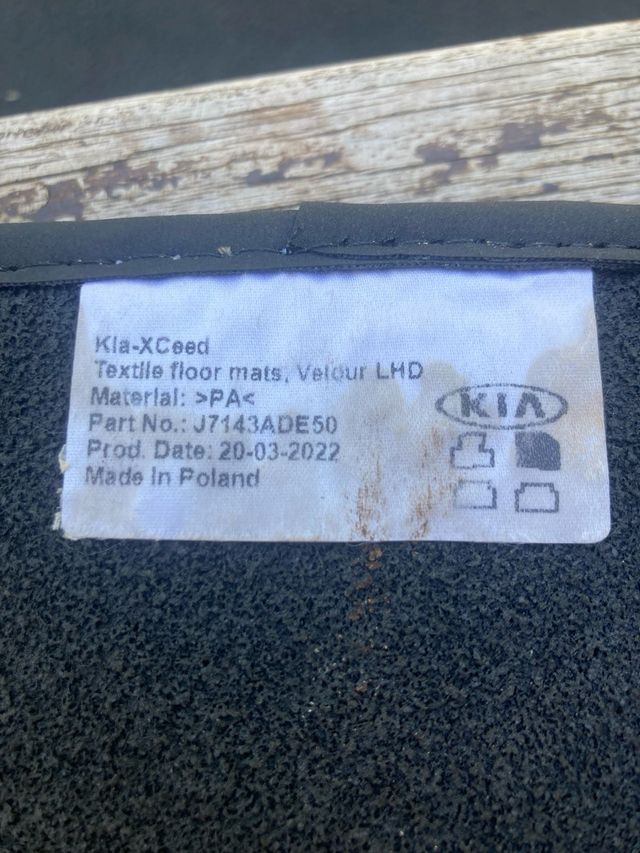 Kia-XCeed
Textile floor mats, Velour LHD
Material: >PA<
Part No.: J7143ADE50
Prod. Date: 20-03-2022
Made in Poland
KIA